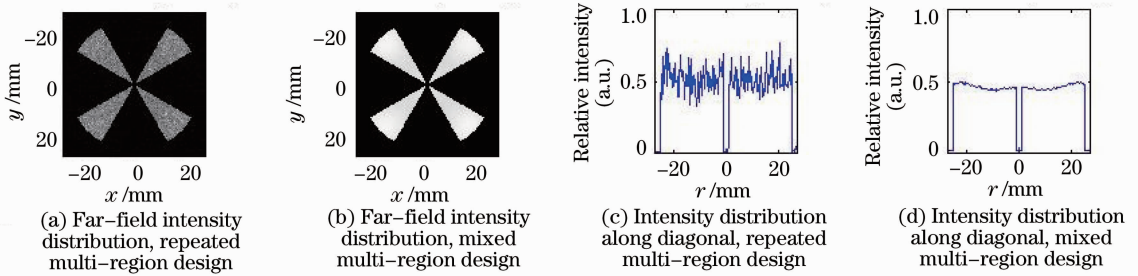 −20
0
20
y /mm
−20 0 20
x /mm
(a) Far−field intensity
distribution, repeated
multi−region design
−20
0
20
y /mm
−20 0 20
x /mm
(b) Far−field intensity
distribution, mixed
multi−region design
1.0
0.5
0
Relative intensity
(a.u.)
−20 0 20
r /mm
(c) Intensity distribution
along diagonal, repeated
multi−region design
1.0
0.5
0
Relative intensity
(a.u.)
−20 0 20
r /mm
(d) Intensity distribution
along diagonal, mixed
multi−region design